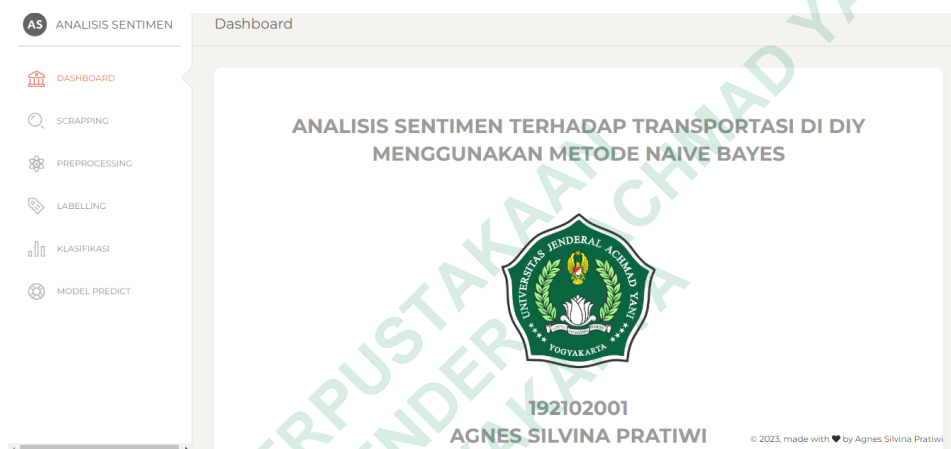 AS ANALISIS SENTIMEN
Dashboard
DASHBOARD
SCRAPPING
PREPROCESSING
LABELLING
KLASIFIKASI
MODEL PREDICT
ANALISIS SENTIMEN TERHADAP TRANSPORTASI DI DIY
MENGGUNAKAN METODE NAIVE BAYES
UNIVERSITAS JENDERAL ACHMAD YANI
YOGYAKARTA
192102001
AGNES SILVINA PRATIWI
© 2023, made with ♥ by Agnes Silvina Pratiwi